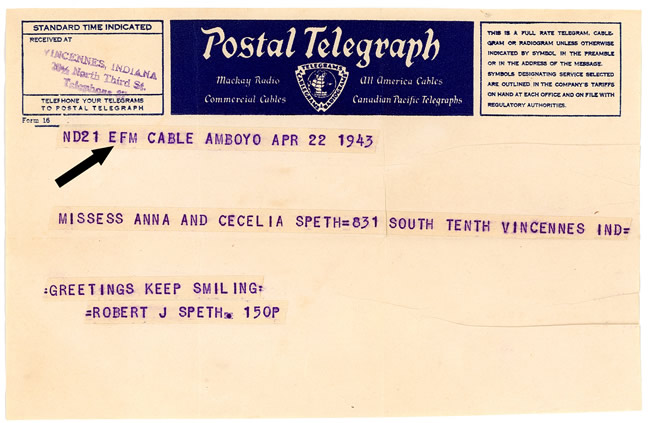 STANDARD TIME INDICATED
RECEIVED AT
VINCENNES, INDIANA
North Third St.
TELEPHONE YOUR TELEGRAMS
TO POSTAL TELEGRAPH
Form 16
Postal Telegraph
Mackay Radio
Commercial Cables
TELEGRAMS
All America Cables
Canadian Pacific Telegraphs
THIS IS A FULL RATE TELEGRAM, CABLE-
GRAM OR RADIOGRAM UNLESS OTHERWISE
INDICATED BY SYMBOL IN THE PREAMBLE
OR IN THE ADDRESS OF THE MESSAGE.
SYMBOLS DESIGNATING SERVICE SELECTED
ARE OUTLINED IN THE COMPANY'S TARIFFS
ON HAND AT EACH OFFICE AND ON FILE WITH
REGULATORY AUTHORITIES.
ND21 EFM CABLE AMBOYO APR 22 1943
MISSESS ANNA AND CECELIA SPETH=831 SOUTH TENTH VINCENNES IND=
:GREETINGS KEEP SMILING:
=ROBERT J SPETH. 150P